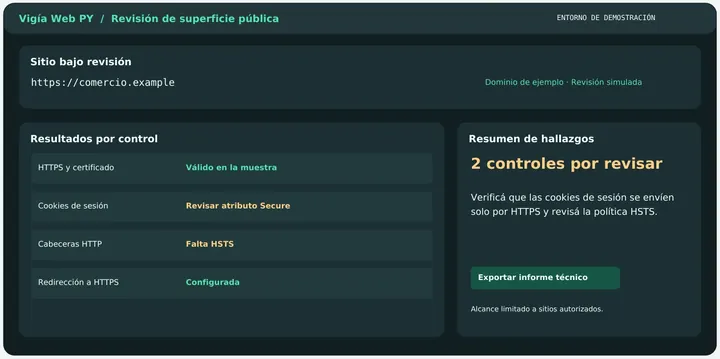 Vigía Web PY / Revisión de superficie pública
ENTORNO DE DEMOSTRACIÓN
Sitio bajo revisión
https://comercio.example
Dominio de ejemplo · Revisión simulada
Resultados por control
HTTPS y certificado Válido en la muestra
Cookies de sesión Revisar atributo Secure
Cabeceras HTTP Falta HSTS
Redirección a HTTPS Configurada
Resumen de hallazgos
2 controles por revisar
Verificá que las cookies de sesión se envíen
solo por HTTPS y revisá la política HSTS.
Exportar informe técnico
Alcance limitado a sitios autorizados.